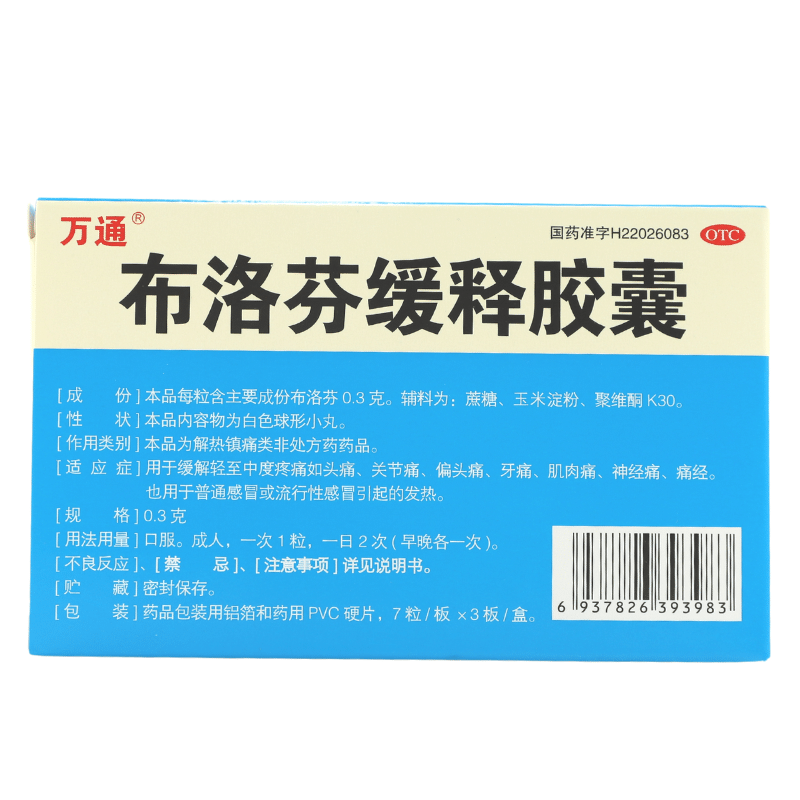 万通®
国药准字H22026083 OTC
布洛芬缓释胶囊
[成 份]本品每粒含主要成份布洛芬0.3克。辅料为：蔗糖、玉米淀粉、聚维酮K30。
[性 状]本品内容物为白色球形小丸。
[作用类别]本品为解热镇痛类非处方药药品。
[适应症]用于缓解轻至中度疼痛如头痛、关节痛、偏头痛、牙痛、肌肉痛、神经痛、痛经。
也用于普通感冒或流行性感冒引起的发热。
[规 格]0.3克
[用法用量]口服。成人，一次1粒，一日2次(早晚各一次)。
[不良反应]、[禁 忌]、[注意事项]详见说明书。
[贮 藏]密封保存。
[包 装]药品包装用铝箔和药用PVC硬片，7粒/板×3板/盒。
6 937826 393983